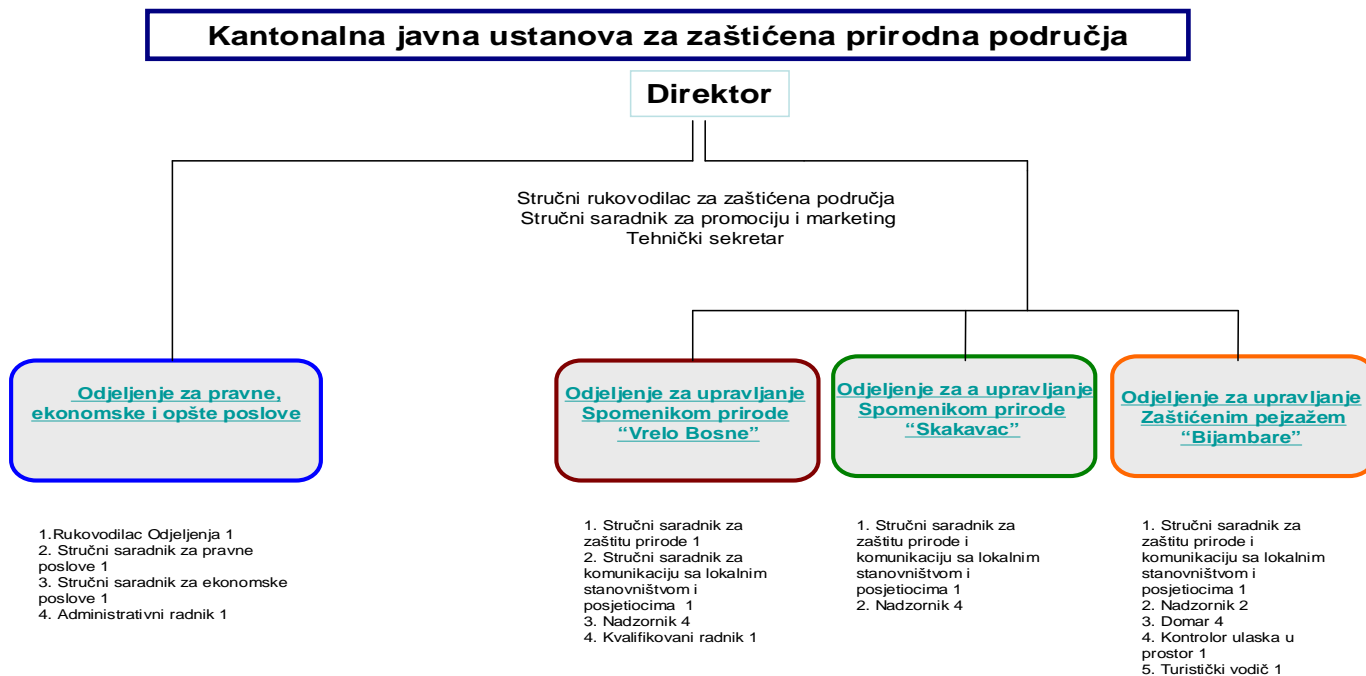 Kantonalna javna ustanova za zaštićena prirodna područja
Direktor
Stručni rukovodilac za zaštićena područja
Stručni saradnik za promociju i marketing
Tehnički sekretar
Odjeljenje za pravne,
ekonomske i opšte poslove
Odjeljenje za upravljanje
Spomenikom prirode
“Vrelo Bosne”
Odjeljenje za a upravljanje
Spomenikom prirode
“Skakavac”
Odjeljenje za upravljanje
Zaštićenim pejzažem
“Bijambare”
1.Rukovodilac Odjeljenja 1
2. Stručni saradnik za pravne
poslove 1
3. Stručni saradnik za ekonomske
poslove 1
4. Administrativni radnik 1
1. Stručni saradnik za
zaštitu prirode 1
2. Stručni saradnik za
komunikaciju sa lokalnim
stanovništvom i
posjetiocima 1
3. Nadzornik 4
4. Kvalifikovani radnik 1
1. Stručni saradnik za
zaštitu prirode i
komunikaciju sa lokalnim
stanovništvom i
posjetiocima 1
2. Nadzornik 4
1. Stručni saradnik za
zaštitu prirode i
komunikaciju sa lokalnim
stanovništvom i
posjetiocima 1
2. Nadzornik 2
3. Domar 4
4. Kontrolor ulaska u
prostor 1
5. Turistički vodič 1